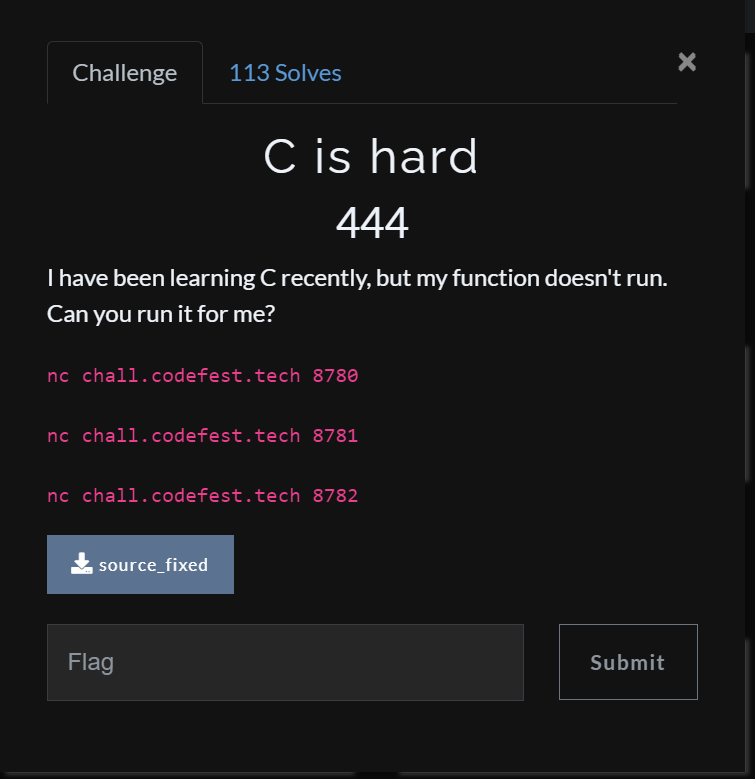 Challenge
113 Solves
×
C is hard
444
I have been learning C recently, but my function doesn't run.
Can you run it for me?
nc chall.codefest.tech 8780
nc chall.codefest.tech 8781
nc chall.codefest.tech 8782
source_fixed
Flag
Submit